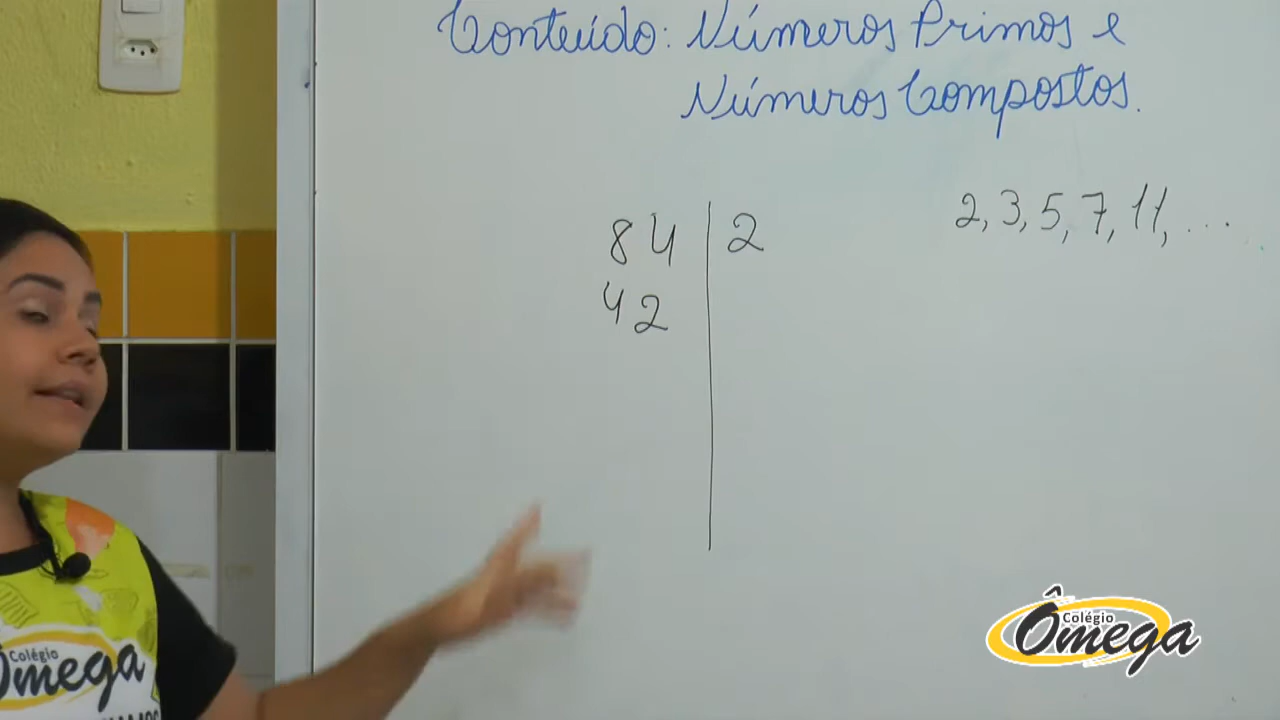 Conteúdo: Números Primos e
Números Compostos.
84 | 2
42
2, 3, 5, 7, 11, ...
Colégio
Ômega
Colégio
Ômega